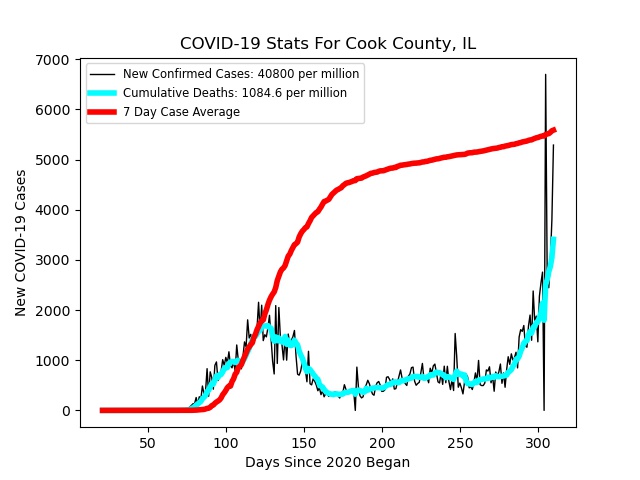 COVID-19 Stats For Cook County, IL
New Confirmed Cases: 40800 per million
Cumulative Deaths: 1084.6 per million
7 Day Case Average
7000
6000
5000
4000
3000
2000
1000
0
New COVID-19 Cases
50 100 150 200 250 300
Days Since 2020 Began